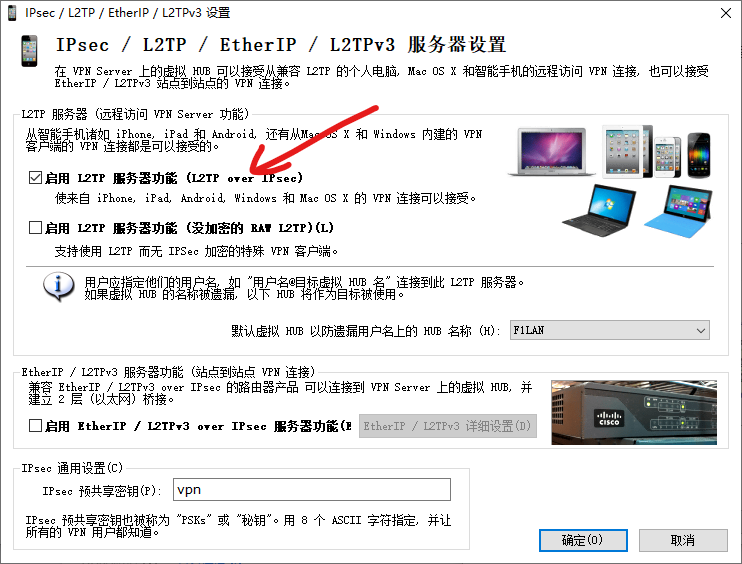 IPsec / L2TP / EtherIP / L2TPv3 设置
IPsec / L2TP / EtherIP / L2TPv3 服务器设置
在 VPN Server 上的虚拟 HUB 可以接受从兼容 L2TP 的个人电脑, Mac OS X 和智能手机的远程访问 VPN 连接, 也可以接受
EtherIP / L2TPv3 站点到站点的 VPN 连接。
L2TP 服务器 (远程访问 VPN Server 功能)
从智能手机诸如 iPhone, iPad 和 Android, 还有从Mac OS X 和 Windows 内建的 VPN
客户端的 VPN 连接都是可以接受的。
启用 L2TP 服务器功能 (L2TP over IPsec)
使来自 iPhone, iPad, Android, Windows 和 Mac OS X 的 VPN 连接可以接受。
启用 L2TP 服务器功能 (没加密的 RAW L2TP)(L)
支持使用 L2TP 而无 IPSec 加密的特殊 VPN 客户端。
用户应指定他们的用户名, 如 "用户名@目标虚拟 HUB 名" 连接到此 L2TP 服务器。
如果虚拟 HUB 的名称被遗漏, 以下 HUB 将作为目标被使用。
默认虚拟 HUB 以防遗漏用户名上的 HUB 名称 (H):
F1LAN
EtherIP / L2TPv3 服务器功能 (站点到站点 VPN 连接)
兼容 EtherIP / L2TPv3 over IPsec 的路由器产品 可以连接到 VPN Server 上的虚拟 HUB, 并
建立 2 层 (以太网) 桥接。
启用 EtherIP / L2TPv3 over IPsec 服务器功能(E
EtherIP / L2TPv3 详细设置(D)
CISCO
IPsec 通用设置(C)
IPsec 预共享密钥(P):
vpn
IPsec 预共享密钥也被称为 "PSKs" 或 "秘钥"。用 8 个 ASCII 字符指定, 并让
所有的 VPN 用户都知道。
确定(O)
取消